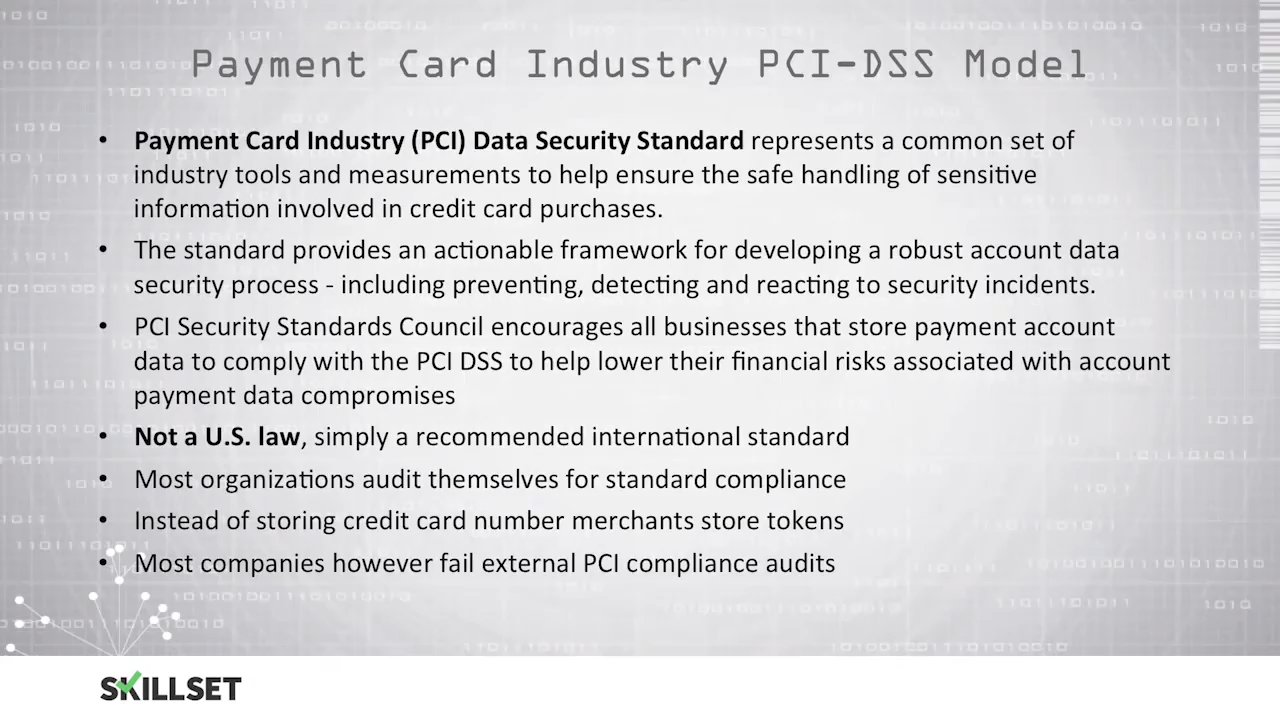 Payment Card Industry PCI-DSS Model
• Payment Card Industry (PCI) Data Security Standard represents a common set of
industry tools and measurements to help ensure the safe handling of sensitive
information involved in credit card purchases.
• The standard provides an actionable framework for developing a robust account data
security process - including preventing, detecting and reacting to security incidents.
• PCI Security Standards Council encourages all businesses that store payment account
data to comply with the PCI DSS to help lower their financial risks associated with account
payment data compromises
• Not a U.S. law, simply a recommended international standard
• Most organizations audit themselves for standard compliance
• Instead of storing credit card number merchants store tokens
• Most companies however fail external PCI compliance audits
SKILLSET